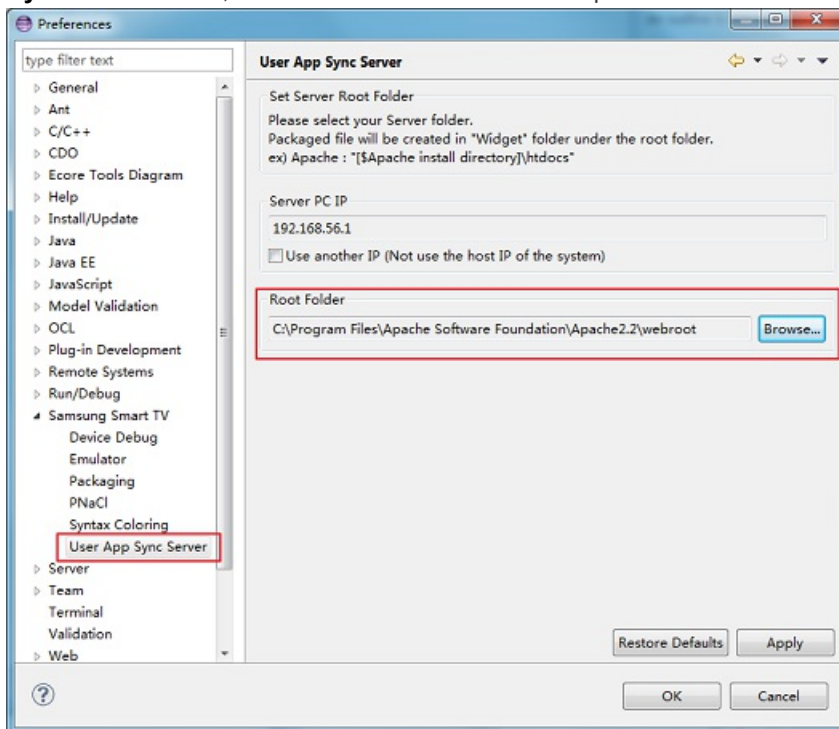 Preferences
type filter text
General
Ant
C/C++
CDO
Ecore Tools Diagram
Help
Install/Update
Java
Java EE
JavaScript
Model Validation
OCL
Plug-in Development
Remote Systems
Run/Debug
Samsung Smart TV
Device Debug
Emulator
Packaging
PNaCl
Syntax Coloring
User App Sync Server
Server
Team
Terminal
Validation
Web
User App Sync Server
Set Server Root Folder
Please select your Server folder.
Packaged file will be created in "Widget" folder under the root folder.
ex) Apache : "[$Apache install directory]\htdocs"
Server PC IP
192.168.56.1
Use another IP (Not use the host IP of the system)
Root Folder
C:\Program Files\Apache Software Foundation\Apache2.2\webroot
Browse...
Restore Defaults
Apply
OK
Cancel